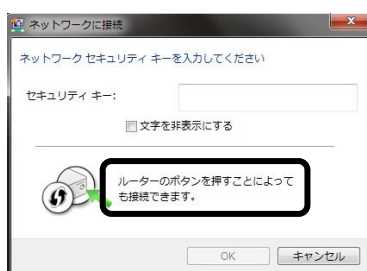 ネットワークに接続
ネットワーク セキュリティ キーを入力してください
セキュリティ キー:
文字を非表示にする
ルーターのボタンを押すことによって
も接続できます。
OK
キャンセル